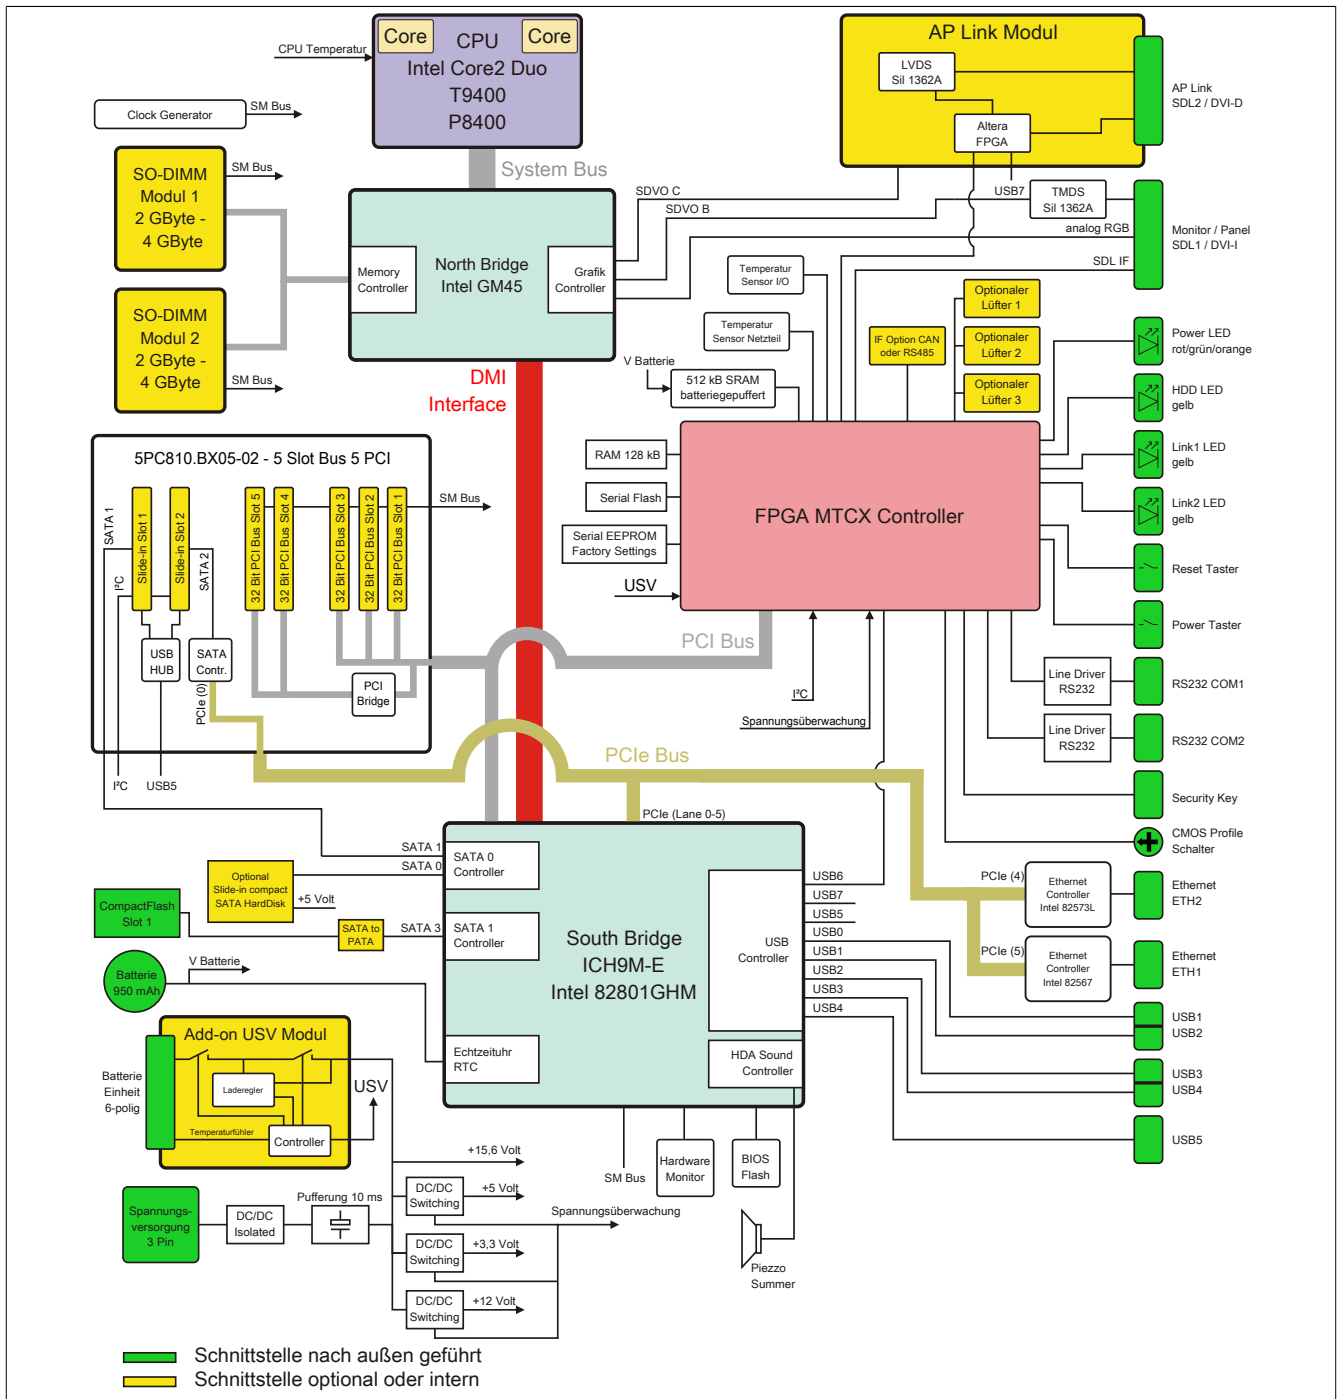 Core
CPU
Core
Intel Core2 Duo
T9400
P8400
CPU Temperatur
Clock Generator
SM Bus
System Bus
SO-DIMM
Modul 1
2 GByte -
4 GByte
SM Bus
SO-DIMM
Modul 2
2 GByte -
4 GByte
SM Bus
Memory
Controller
North Bridge
Intel GM45
Grafik
Controller
DMI
Interface
AP Link Modul
LVDS
Sil 1362A
Altera
FPGA
AP Link
SDL2 / DVI-D
SDVO C
SDVO B
USB7
TMDS
Sil 1362A
analog RGB
SDL IF
Monitor / Panel
SDL1 / DVI-I
Temperatur
Sensor I/O
Temperatur
Sensor Netzteil
V Batterie
512 kB SRAM
batteriegepuffert
IF Option CAN
oder RS485
Optionaler
Lüfter 1
Optionaler
Lüfter 2
Optionaler
Lüfter 3
Power LED
rot/grün/orange
HDD LED
gelb
Link1 LED
gelb
Link2 LED
gelb
Reset Taster
Power Taster
RAM 128 kB
Serial Flash
Serial EEPROM
Factory Settings
USV
FPGA MTCX Controller
5PC810.BX05-02 - 5 Slot Bus 5 PCI
SATA 1
I²C
Slide-in Slot 1
Slide-in Slot 2
SATA 2
32 Bit PCI Bus Slot 5
32 Bit PCI Bus Slot 4
32 Bit PCI Bus Slot 3
32 Bit PCI Bus Slot 2
32 Bit PCI Bus Slot 1
SM Bus
USB
HUB
SATA
Contr.
PCIe (0)
PCI
Bridge
I²C
USB5
PCI Bus
I²C
Spannungsüberwachung
Line Driver
RS232
RS232 COM1
Line Driver
RS232
RS232 COM2
Security Key
CMOS Profile
Schalter
PCIe Bus
PCIe (Lane 0-5)
PCIe (4)
Ethernet
Controller
Intel 82573L
Ethernet
ETH2
PCIe (5)
Ethernet
Controller
Intel 82567
Ethernet
ETH1
SATA 1
SATA 0
SATA 0
Controller
Optional
Slide-in compact
SATA HardDisk
+5 Volt
CompactFlash
Slot 1
SATA to
PATA
SATA 3
SATA 1
Controller
Batterie
950 mAh
V Batterie
South Bridge
ICH9M-E
Intel 82801GHM
USB
Controller
USB6
USB7
USB5
USB0
USB1
USB2
USB3
USB4
USB1
USB2
USB3
USB4
USB5
Echtzeituhr
RTC
HDA Sound
Controller
Add-on USV Modul
Batterie
Einheit
6-polig
Laderegler
Temperaturfühler
Controller
USV
SM Bus
Hardware
Monitor
BIOS
Flash
Piezzo
Summer
Spannungs-
versorgung
3 Pin
DC/DC
Isolated
Pufferung 10 ms
+15,6 Volt
DC/DC
Switching
+5 Volt
Spannungsüberwachung
DC/DC
Switching
+3,3 Volt
DC/DC
Switching
+12 Volt
Schnittstelle nach außen geführt
Schnittstelle optional oder intern